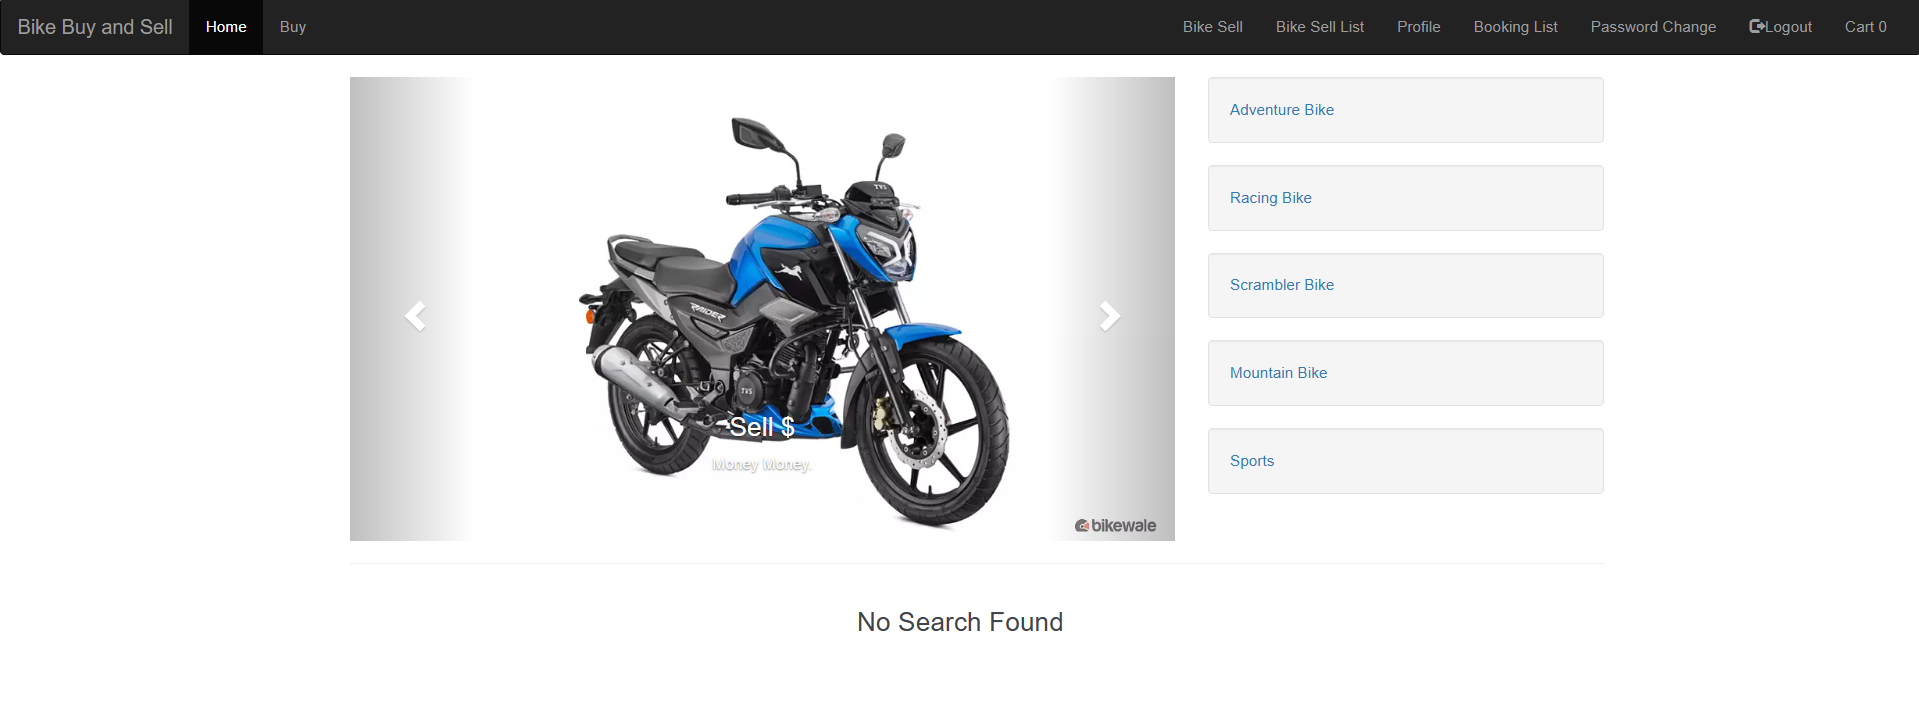 Bike Buy and Sell Home Buy Bike Sell Bike Sell List Profile Booking List Password Change Logout Cart 0
TVS
RAIDER
TVS
Sell $
Money Money.
bikewale
Adventure Bike
Racing Bike
Scrambler Bike
Mountain Bike
Sports
No Search Found